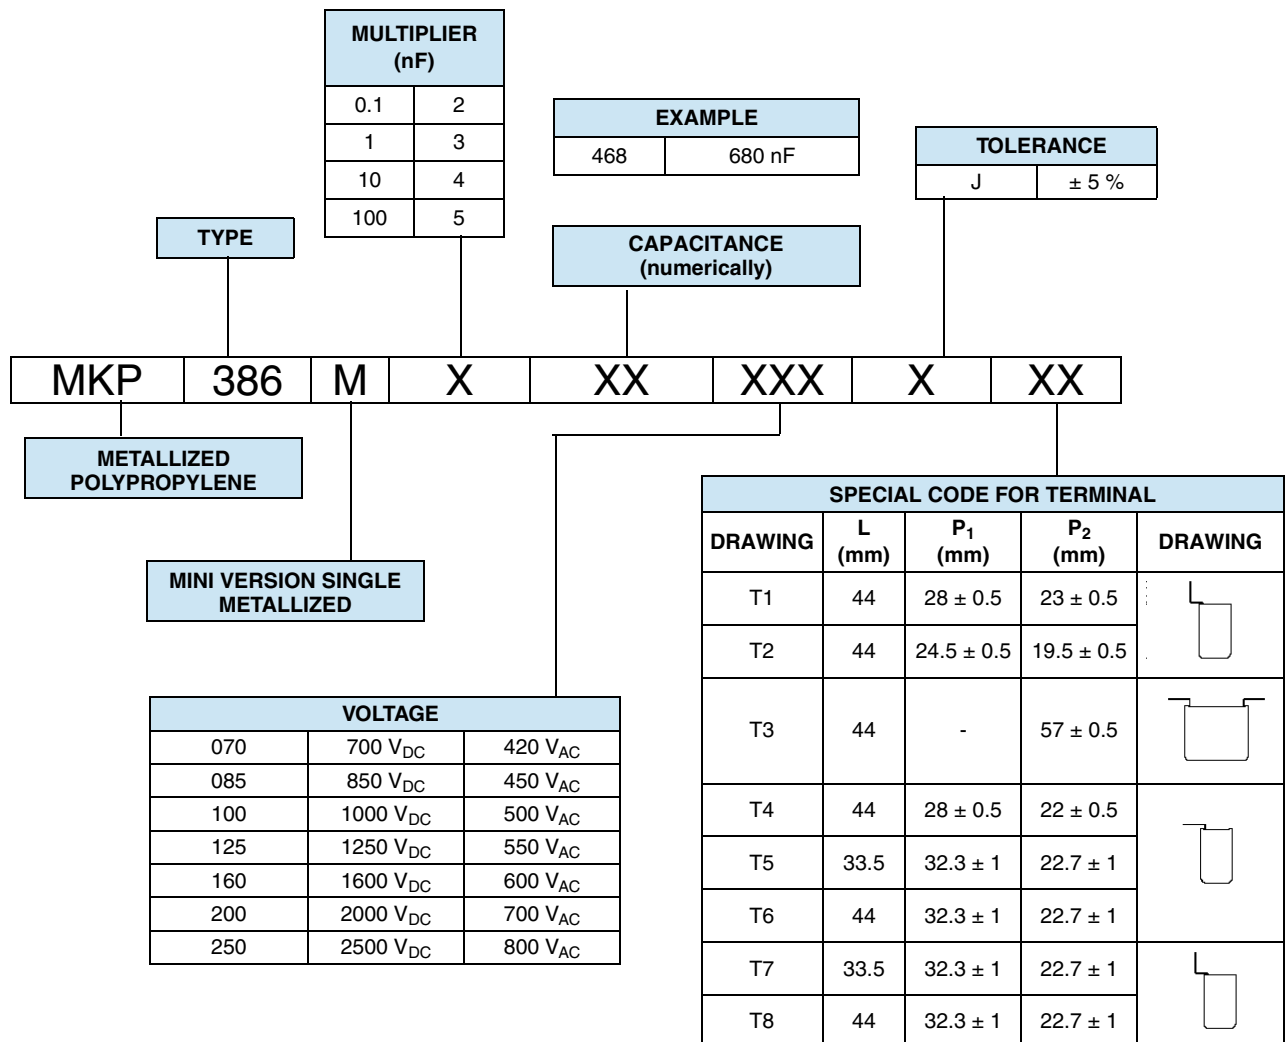 MULTIPLIER
(nF)
0.1 2
1 3
10 4
100 5
EXAMPLE
468 680 nF
TOLERANCE
J ± 5 %
TYPE
CAPACITANCE
(numerically)
MKP 386 M X XX XXX X XX
METALLIZED
POLYPROPYLENE
MINI VERSION SINGLE
METALLIZED
VOLTAGE
070 700 VDC 420 VAC
085 850 VDC 450 VAC
100 1000 VDC 500 VAC
125 1250 VDC 550 VAC
160 1600 VDC 600 VAC
200 2000 VDC 700 VAC
250 2500 VDC 800 VAC
SPECIAL CODE FOR TERMINAL
DRAWING L (mm) P1 (mm) P2 (mm) DRAWING
T1 44 28 ± 0.5 23 ± 0.5
T2 44 24.5 ± 0.5 19.5 ± 0.5
T3 44 - 57 ± 0.5
T4 44 28 ± 0.5 22 ± 0.5
T5 33.5 32.3 ± 1 22.7 ± 1
T6 44 32.3 ± 1 22.7 ± 1
T7 33.5 32.3 ± 1 22.7 ± 1
T8 44 32.3 ± 1 22.7 ± 1